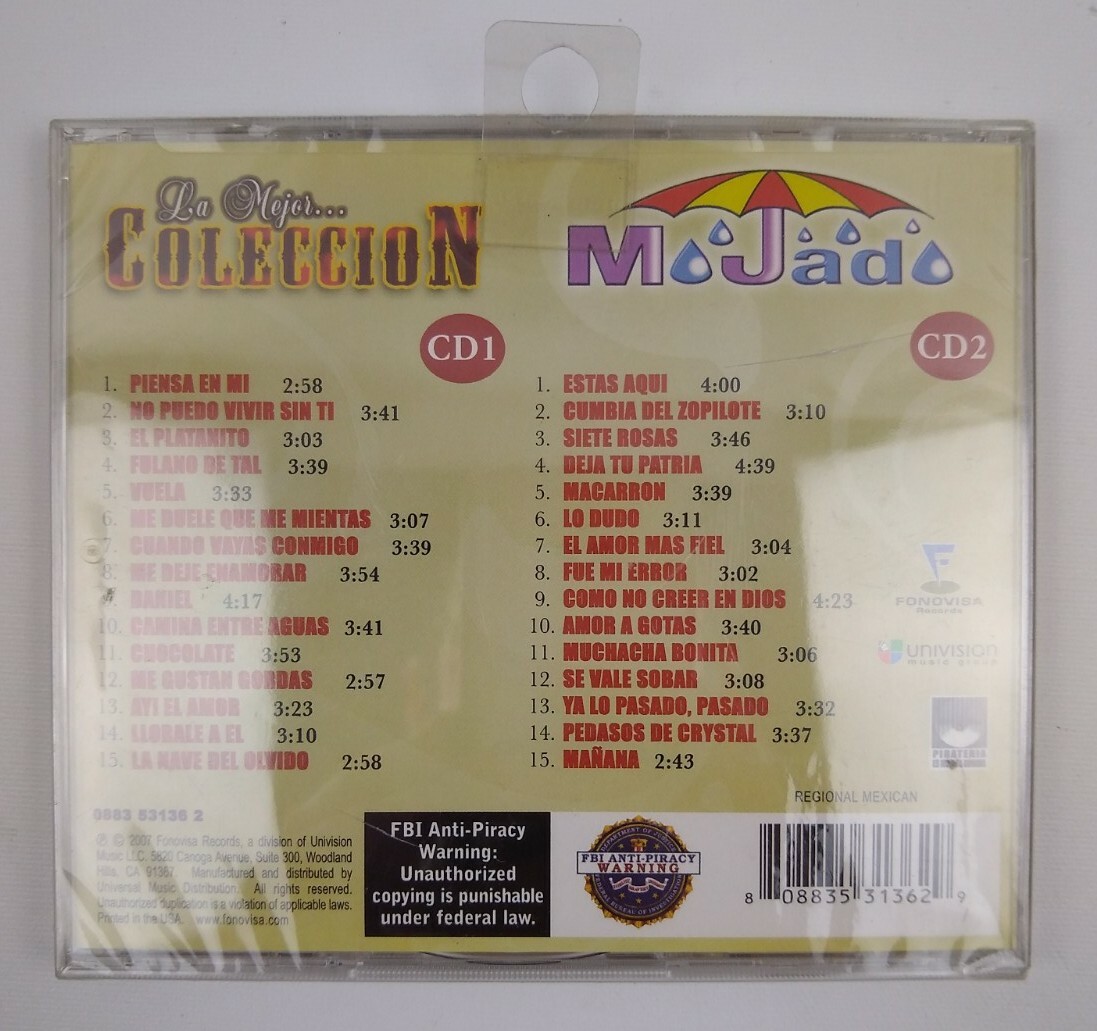 La Mejor...
COLECCION
MOJado
CD1
1. PIENSA EN MI 2:58
2. NO PUEDO VIVIR SIN TI 3:41
3. EL PLATANITO 3:03
4. FULANO DE TAL 3:39
5. VUELA 3:33
6. ME DUELE QUE ME MIENTAS 3:07
7. CUANDO VAYAS CONMIGO 3:39
8. ME DEJE ENAMORAR 3:54
9. DANIEL 4:17
10. CAMINA ENTRE AGUAS 3:41
11. CHOCOLATE 3:53
12. ME GUSTAN GORDAS 2:57
13. AY! EL AMOR 3:23
14. LLORALE A EL 3:10
15. LA NAVE DEL OLVIDO 2:58
CD2
1. ESTAS AQUI 4:00
2. CUMBIA DEL ZOPILOTE 3:10
3. SIETE ROSAS 3:46
4. DEJA TU PATRIA 4:39
5. MACARRON 3:39
6. LO DUDO 3:11
7. EL AMOR MAS FIEL 3:04
8. FUE MI ERROR 3:02
9. COMO NO CREER EN DIOS 4:23
10. AMOR A GOTAS 3:40
11. MUCHACHA BONITA 3:06
12. SE VALE SOBAR 3:08
13. YA LO PASADO, PASADO 3:32
14. PEDASOS DE CRYSTAL 3:37
15. MAÑANA 2:43
FONOVISA
Records
UNIVISION
music group
PIRATERIA
REGIONAL MEXICAN
0883 53136 2
℗ © 2007 Fonovisa Records, a division of Univision
Music LLC. 5820 Canoga Avenue, Suite 300, Woodland
Hills, CA 91367. Manufactured and distributed by
Universal Music Distribution. All rights reserved.
Unauthorized duplication is a violation of applicable laws.
Printed in the USA. www.fonovisa.com
FBI Anti-Piracy
Warning:
Unauthorized
copying is punishable
under federal law.
DEPARTMENT OF JUSTICE
FBI ANTI-PIRACY
WARNING
FEDERAL BUREAU OF INVESTIGATION
8 08835 31362 9